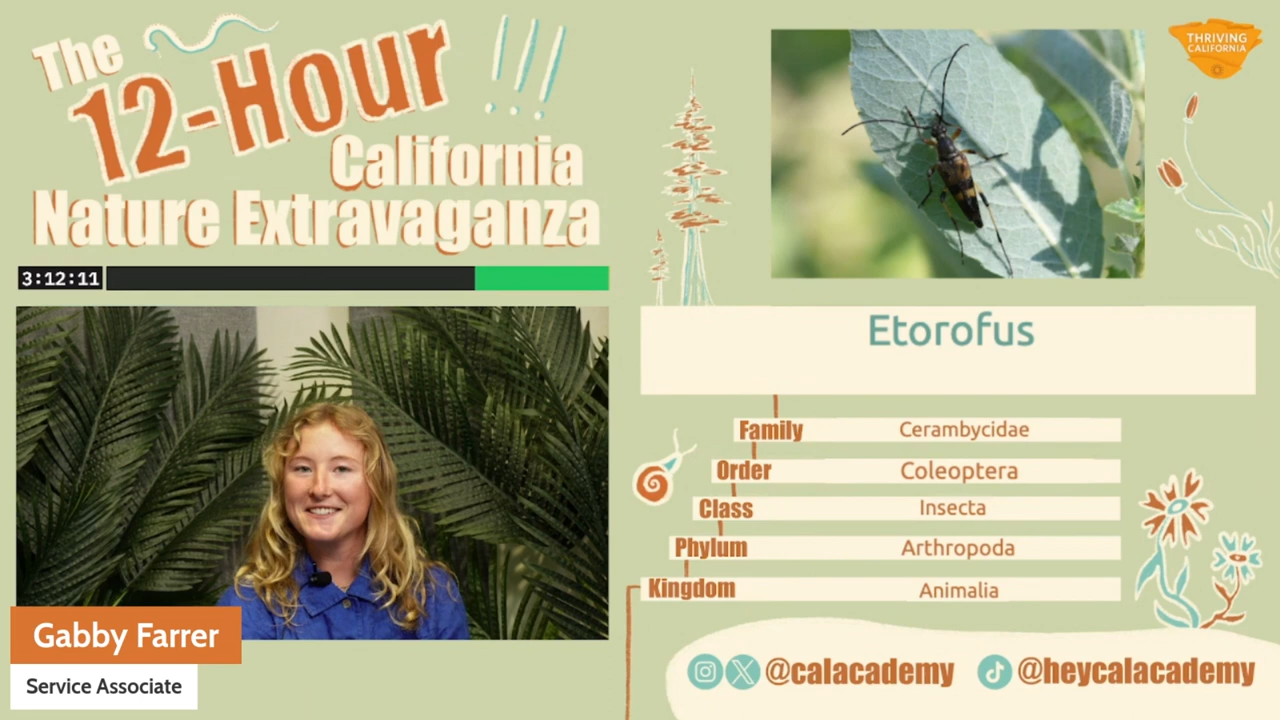 The
12-Hour!!!
California
Nature Extravaganza
3:12:11
THRIVING
CALIFORNIA
Etorofus
Family Cerambycidae
Order Coleoptera
Class Insecta
Phylum Arthropoda
Kingdom Animalia
Gabby Farrer
Service Associate
@calacademy @heycalacademy